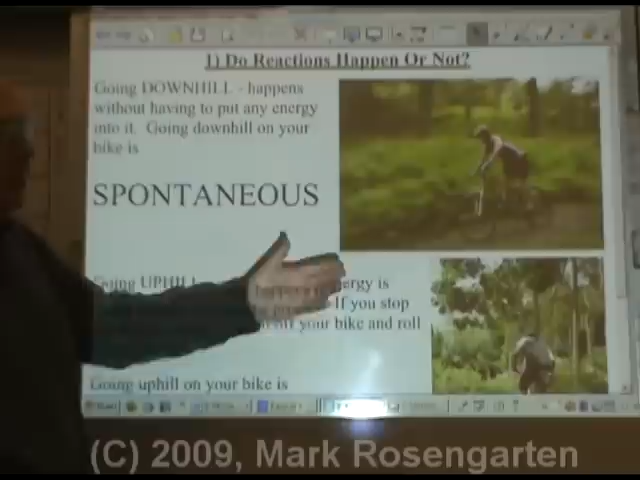 1) Do Reactions Happen Or Not?
Going DOWNHILL - happens
without having to put any energy
into it. Going downhill on your
bike is
SPONTANEOUS
Going UPHILL
energy is
If you stop
your bike and roll
Going uphill on your bike is
(C) 2009, Mark Rosengarten